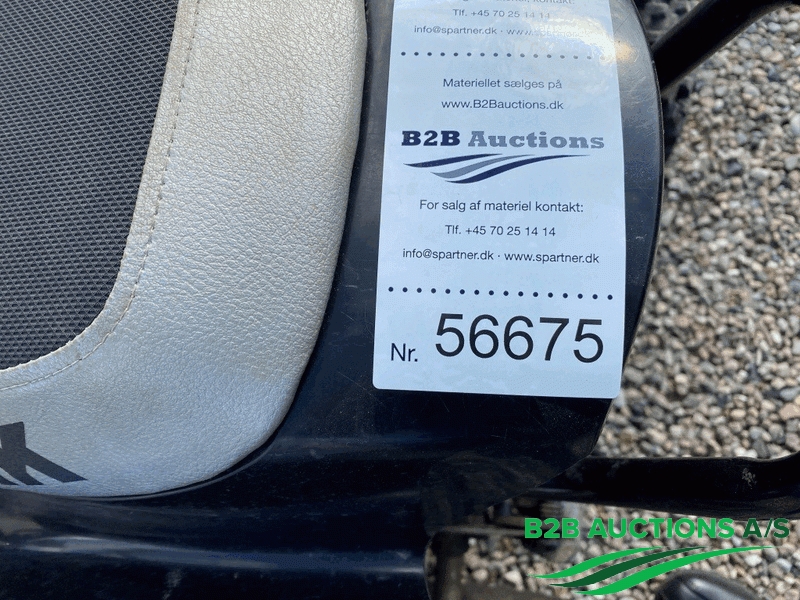 Tlf. +45 70 25 14 14
info@spartner.dk · www.spartner.dk
Materiellet sælges på
www.B2Bauctions.dk
B2B Auctions
For salg af materiel kontakt:
Tlf. +45 70 25 14 14
info@spartner.dk · www.spartner.dk
Nr. 56675
B2B AUCTIONS A/S